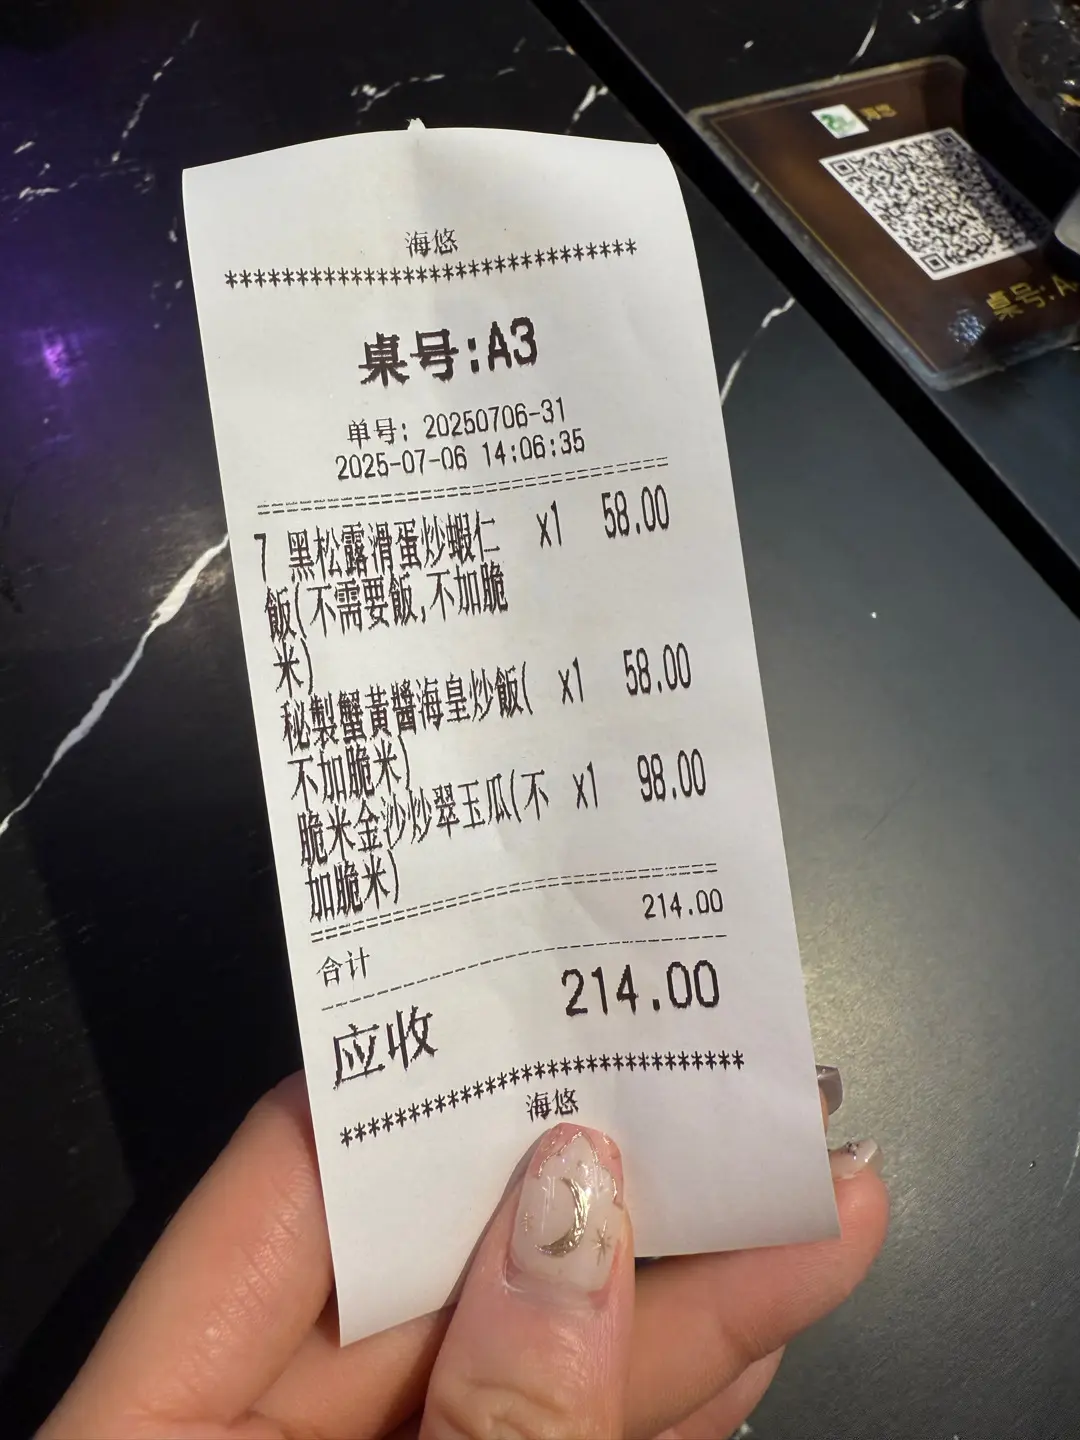 海悠
桌号:A
海悠
******************************
桌号:A3
单号: 20250706-31
2025-07-06 14:06:35
7 黑松露滑蛋炒蝦仁 x1 58.00
飯(不需要飯,不加脆
米)
秘製蟹黃醬海皇炒飯( x1 58.00
不加脆米)
脆米金沙炒翠玉瓜(不 x1 98.00
加脆米)
214.00
合计
应收 214.00
******************************
海悠